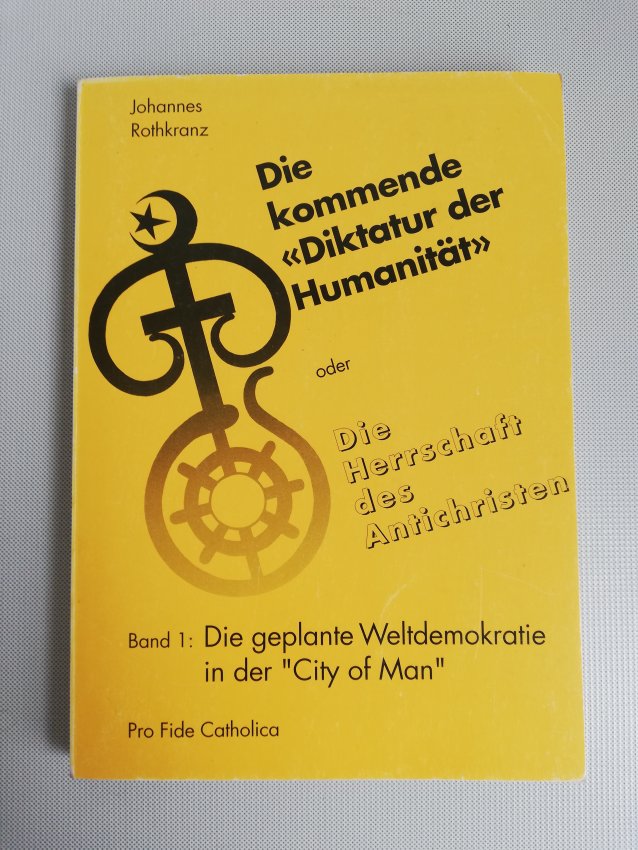 Johannes
Rothkranz
Die
kommende
«Diktatur der
Humanität»
oder
Die
Herrschaft
des
Antichristen
Band 1: Die geplante Weltdemokratie
in der "City of Man"
Pro Fide Catholica